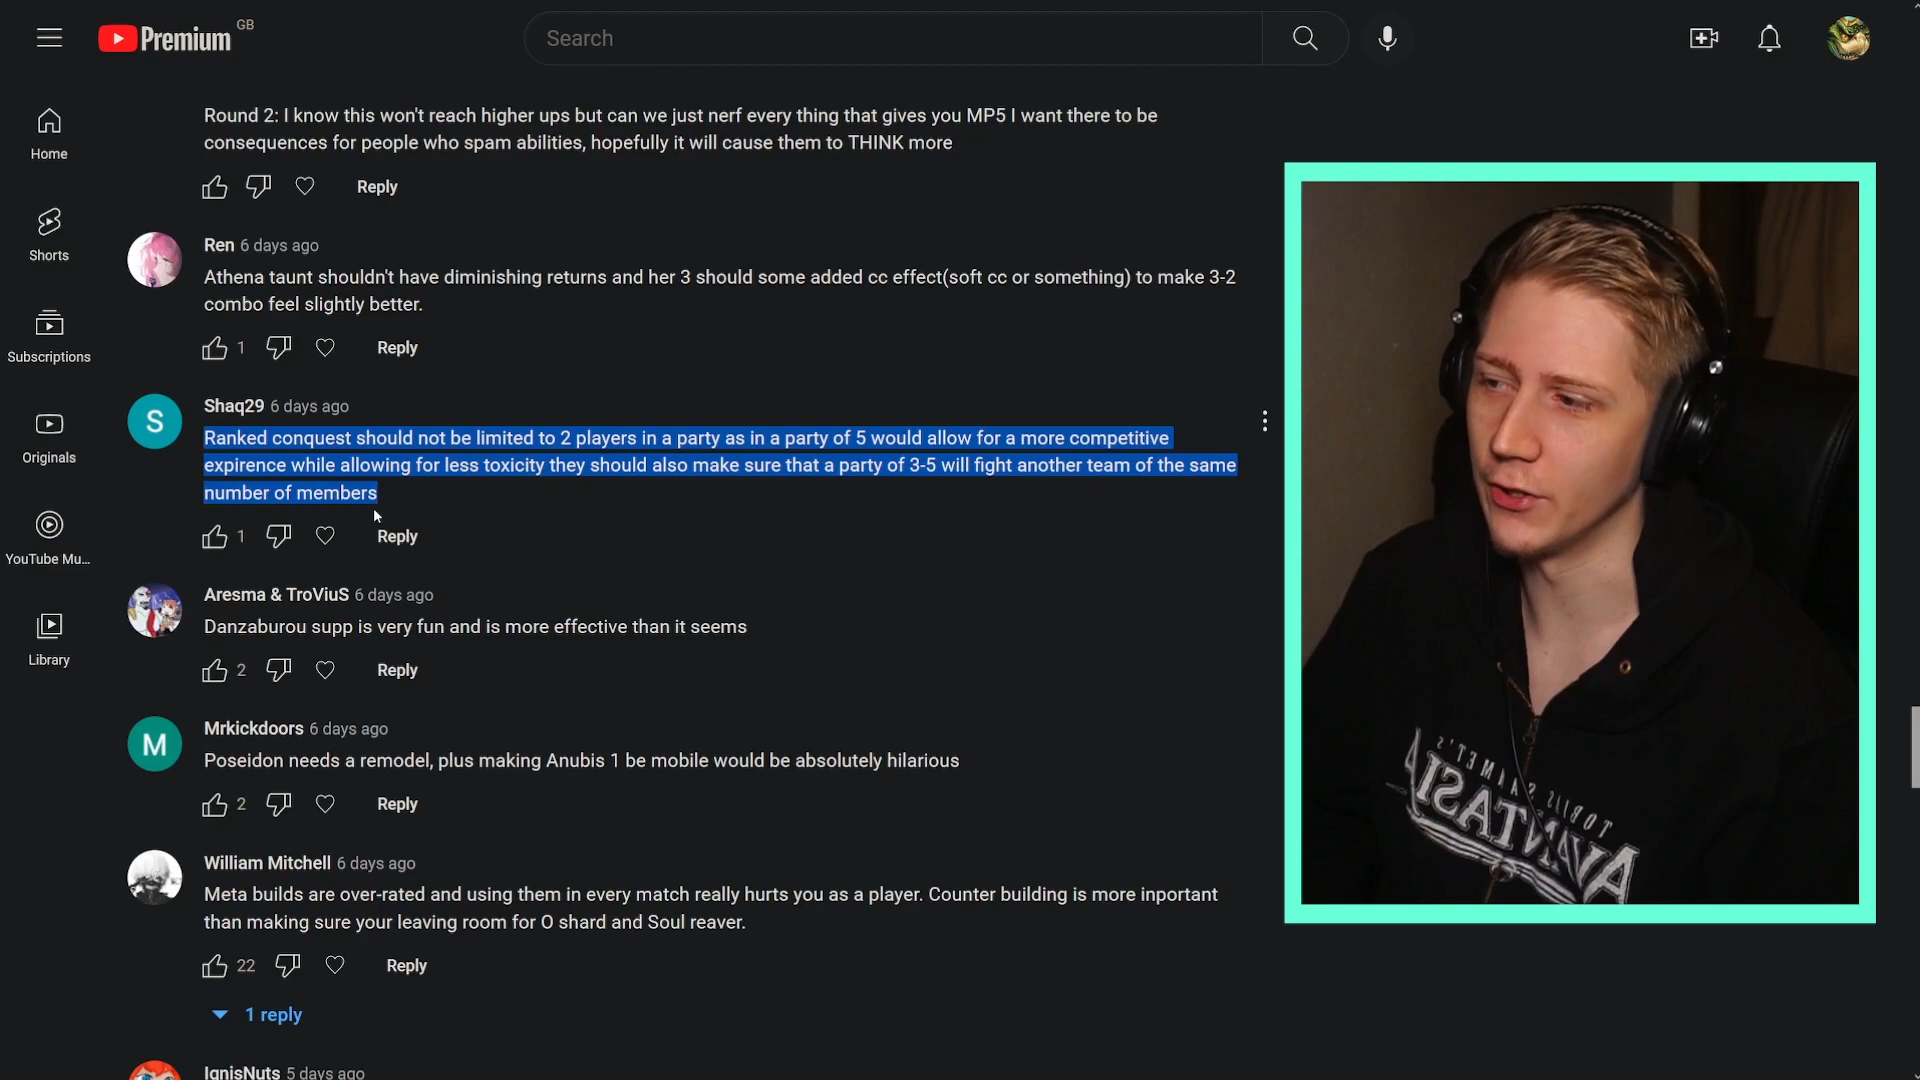 Premium GB
Search
Home
Shorts
Subscriptions
Originals
YouTube Mu...
Library
Round 2: I know this won't reach higher ups but can we just nerf every thing that gives you MP5 I want there to be
consequences for people who spam abilities, hopefully it will cause them to THINK more
Reply
Ren 6 days ago
Athena taunt shouldn't have diminishing returns and her 3 should some added cc effect(soft cc or something) to make 3-2
combo feel slightly better.
1 Reply
S
Shaq29 6 days ago
Ranked conquest should not be limited to 2 players in a party as in a party of 5 would allow for a more competitive
expirence while allowing for less toxicity they should also make sure that a party of 3-5 will fight another team of the same
number of members
1 Reply
Aresma & TroViuS 6 days ago
Danzaburou supp is very fun and is more effective than it seems
2 Reply
M
Mrkickdoors 6 days ago
Poseidon needs a remodel, plus making Anubis 1 be mobile would be absolutely hilarious
2 Reply
William Mitchell 6 days ago
Meta builds are over-rated and using them in every match really hurts you as a player. Counter building is more inportant
than making sure your leaving room for O shard and Soul reaver.
22 Reply
1 reply
IgnisNuts 5 days ago
TOBIAS SAMMET'S
AVANTASIA